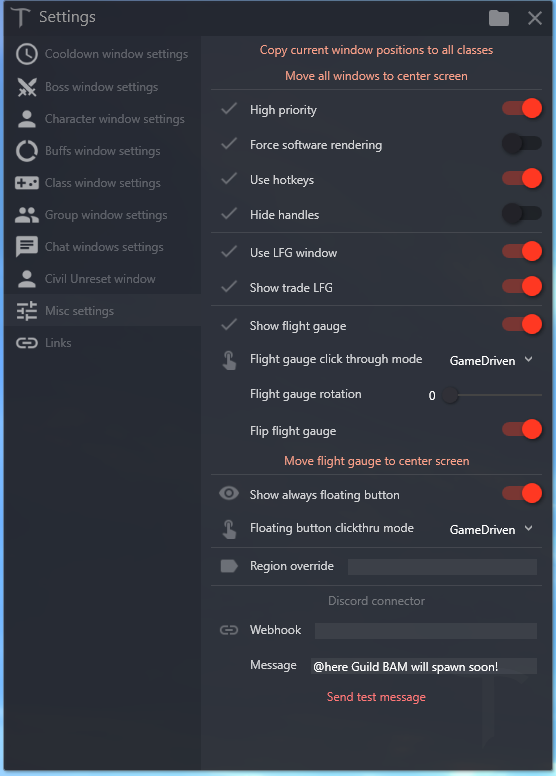 Settings
Cooldown window settings
Boss window settings
Character window settings
Buffs window settings
Class window settings
Group window settings
Chat windows settings
Civil Unreset window
Misc settings
Links
Copy current window positions to all classes
Move all windows to center screen
High priority
Force software rendering
Use hotkeys
Hide handles
Use LFG window
Show trade LFG
Show flight gauge
Flight gauge click through mode GameDriven
Flight gauge rotation 0
Flip flight gauge
Move flight gauge to center screen
Show always floating button
Floating button clickthru mode GameDriven
Region override
Discord connector
Webhook
Message @here Guild BAM will spawn soon!
Send test message